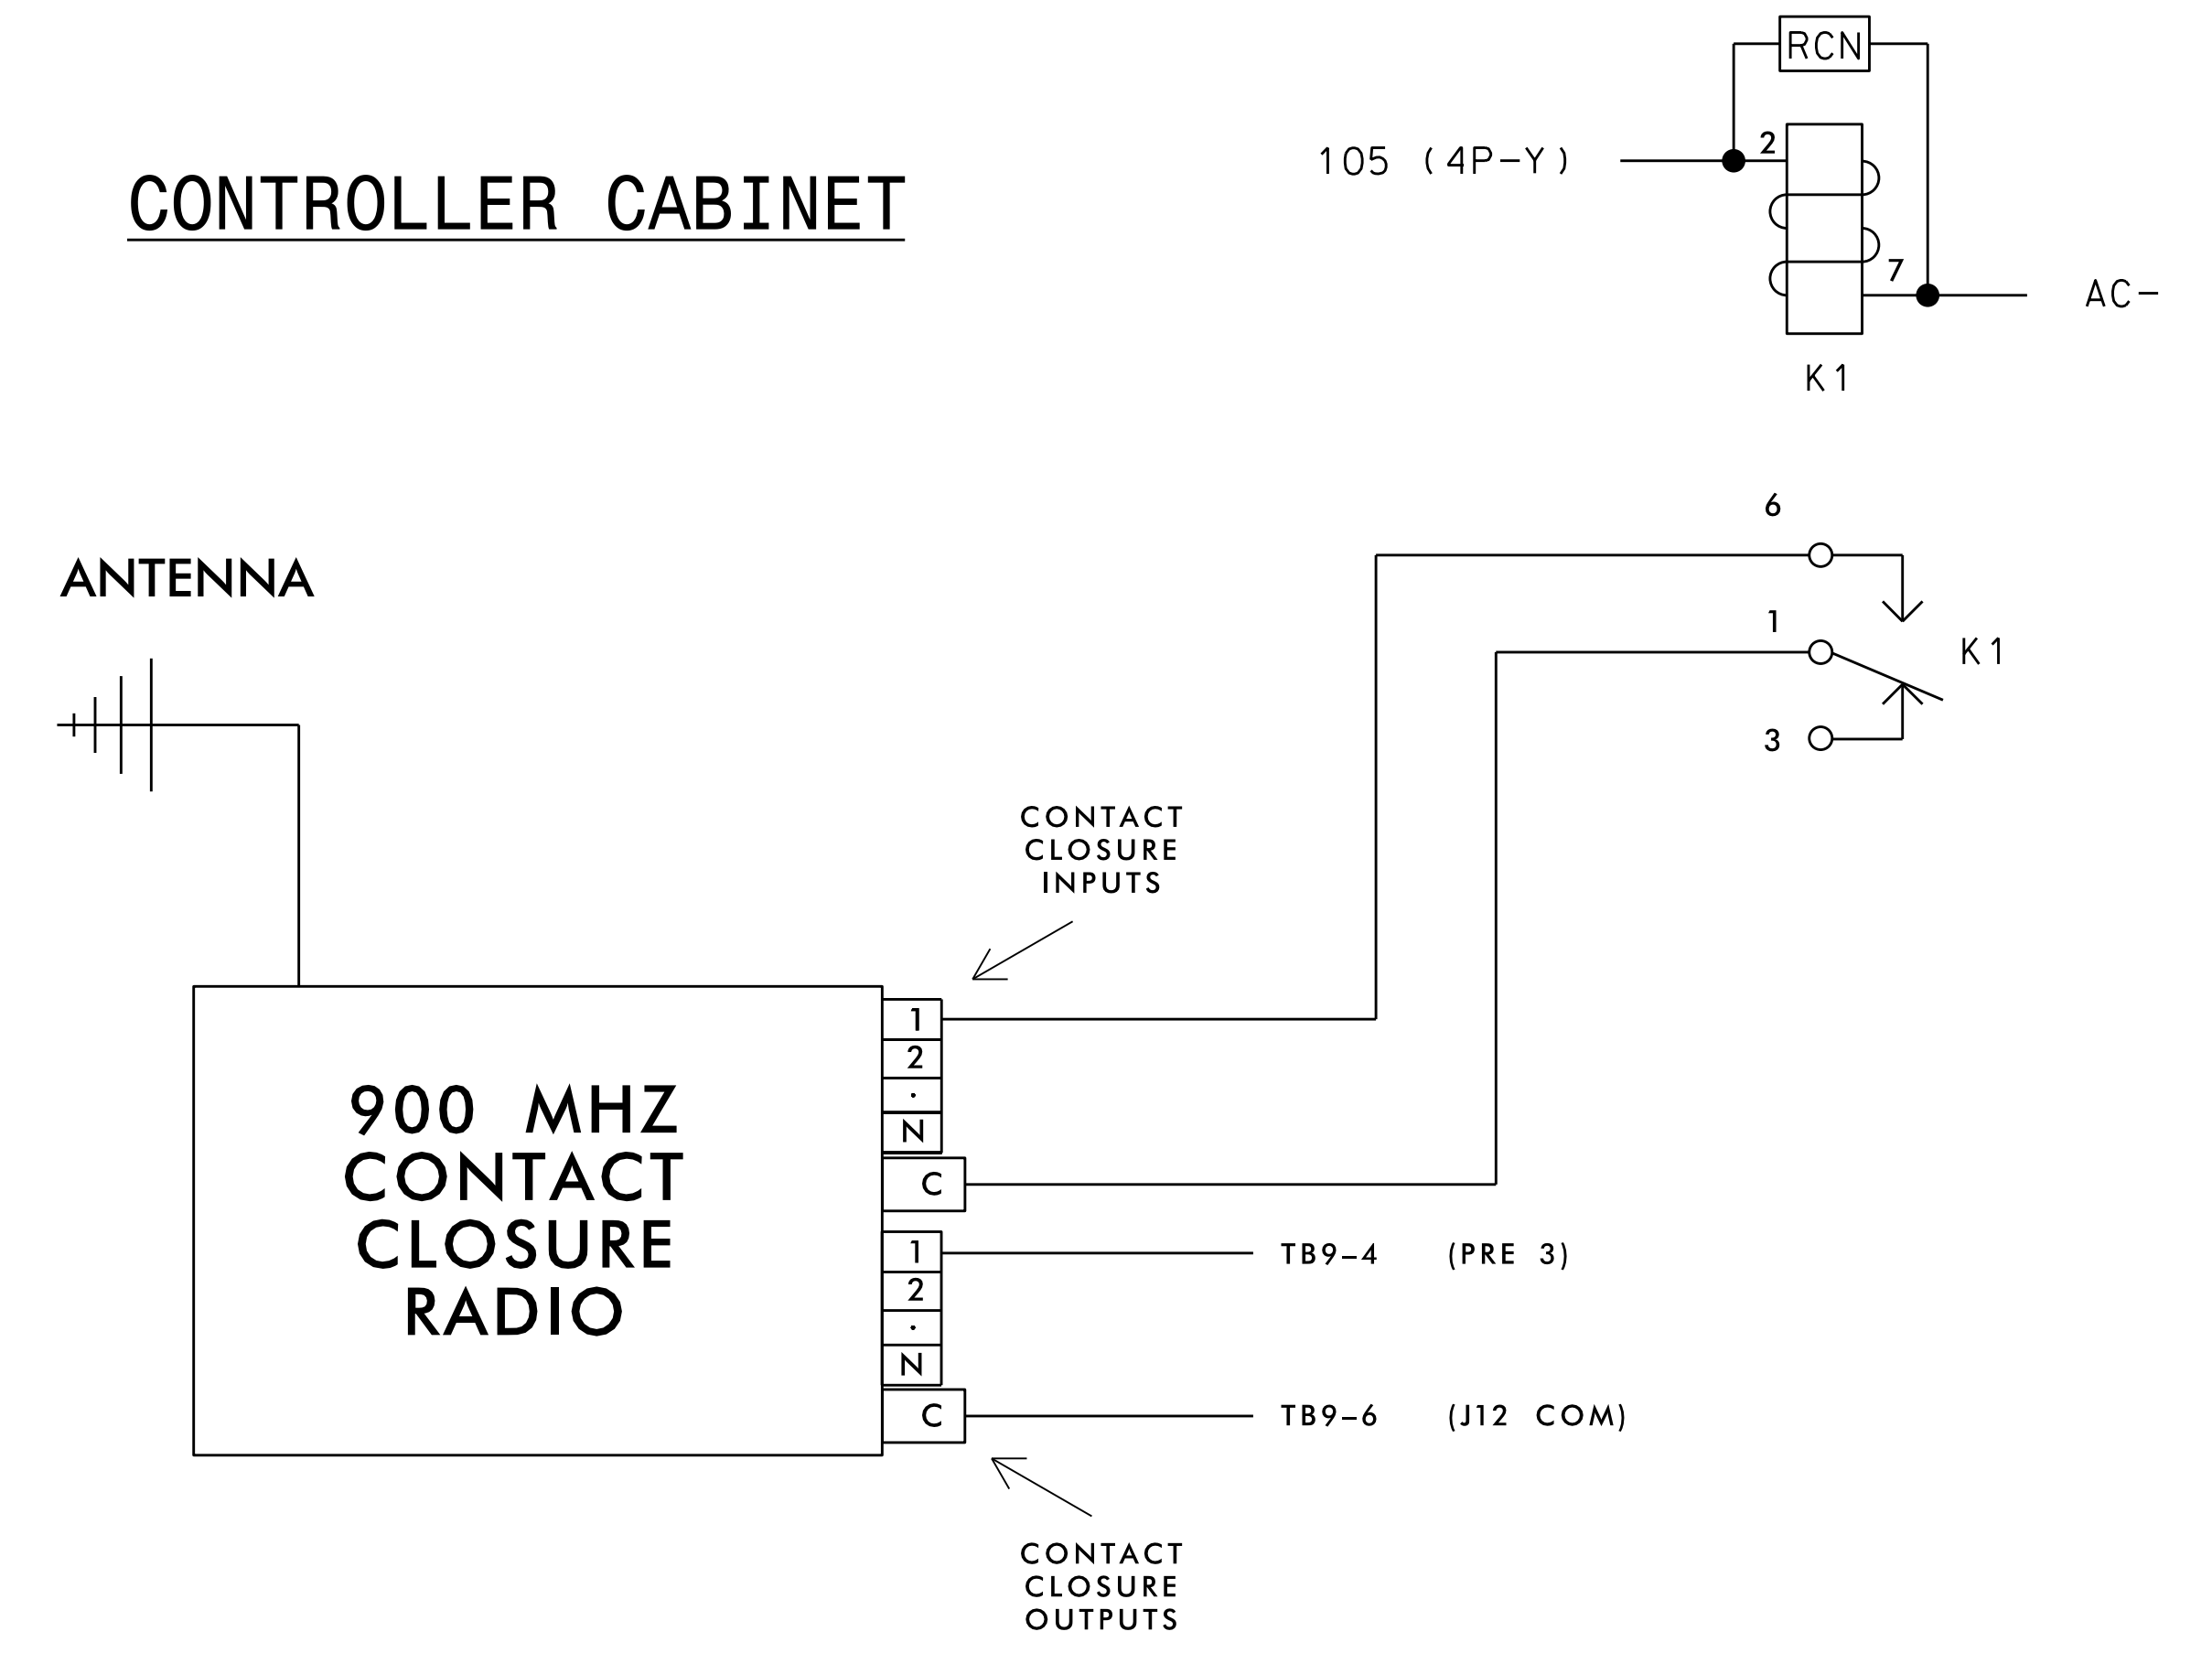 RCN
2
105 (4P-Y)
CONTROLLER CABINET
7
AC-
K1
6
ANTENNA
1
K1
3
CONTACT
CLOSURE
INPUTS
1
2
.
N
C
900 MHZ
CONTACT
CLOSURE
RADIO
1
2
.
N
C
TB9-4 (PRE 3)
TB9-6 (J12 COM)
CONTACT
CLOSURE
OUTPUTS